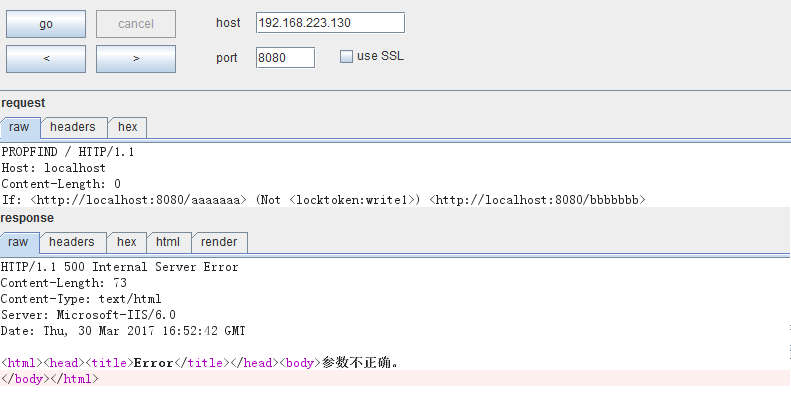 go cancel host 192.168.223.130
< > port 8080 use SSL
request
raw headers hex
PROPFIND / HTTP/1.1
Host: localhost
Content-Length: 0
If: <http://localhost:8080/aaaaaaa> (Not <locktoken:write1>) <http://localhost:8080/bbbbbbb>
response
raw headers hex html render
HTTP/1.1 500 Internal Server Error
Content-Length: 73
Content-Type: text/html
Server: Microsoft-IIS/6.0
Date: Thu, 30 Mar 2017 16:52:42 GMT
<html><head><title>Error</title></head><body>参数不正确。
</body></html>